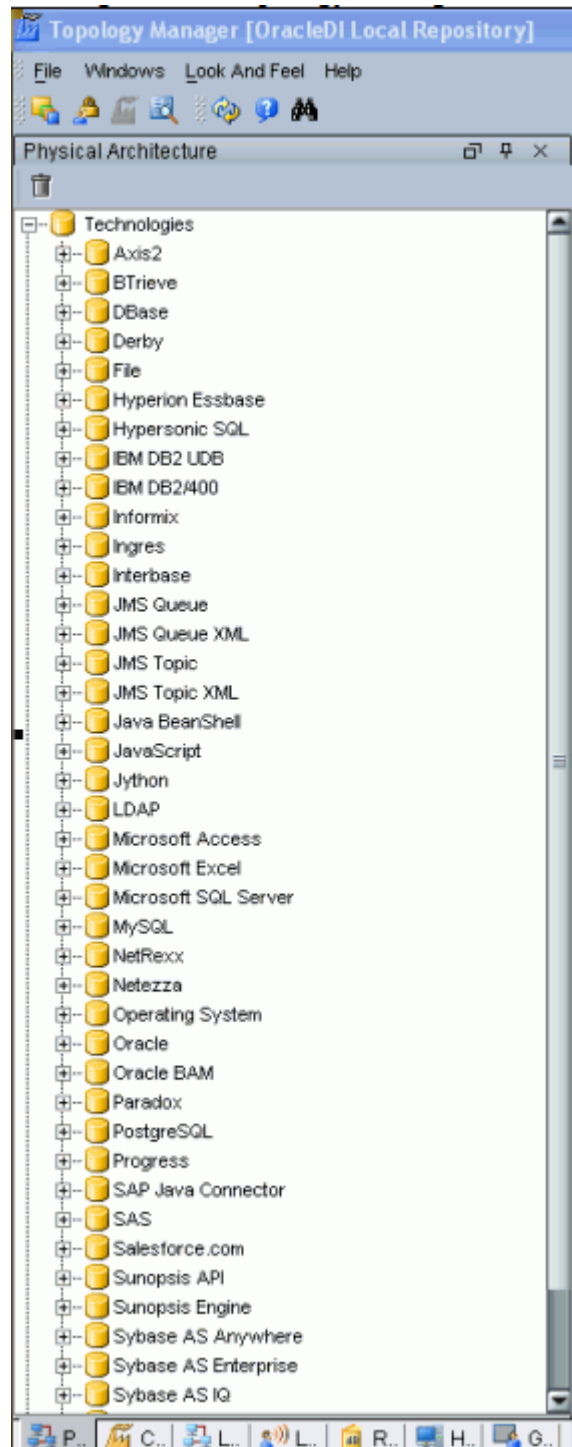 Topology Manager [OracleDI Local Repository]
File Windows Look And Feel Help
Physical Architecture
Technologies
Axis2
BTrieve
DBase
Derby
File
Hyperion Essbase
Hypersonic SQL
IBM DB2 UDB
IBM DB2/400
Informix
Ingres
Interbase
JMS Queue
JMS Queue XML
JMS Topic
JMS Topic XML
Java BeanShell
JavaScript
Jython
LDAP
Microsoft Access
Microsoft Excel
Microsoft SQL Server
MySQL
NetRexx
Netezza
Operating System
Oracle
Oracle BAM
Paradox
PostgreSQL
Progress
SAP Java Connector
SAS
Salesforce.com
Sunopsis API
Sunopsis Engine
Sybase AS Anywhere
Sybase AS Enterprise
Sybase AS IQ
P.. C.. L.. L.. R.. H.. G..